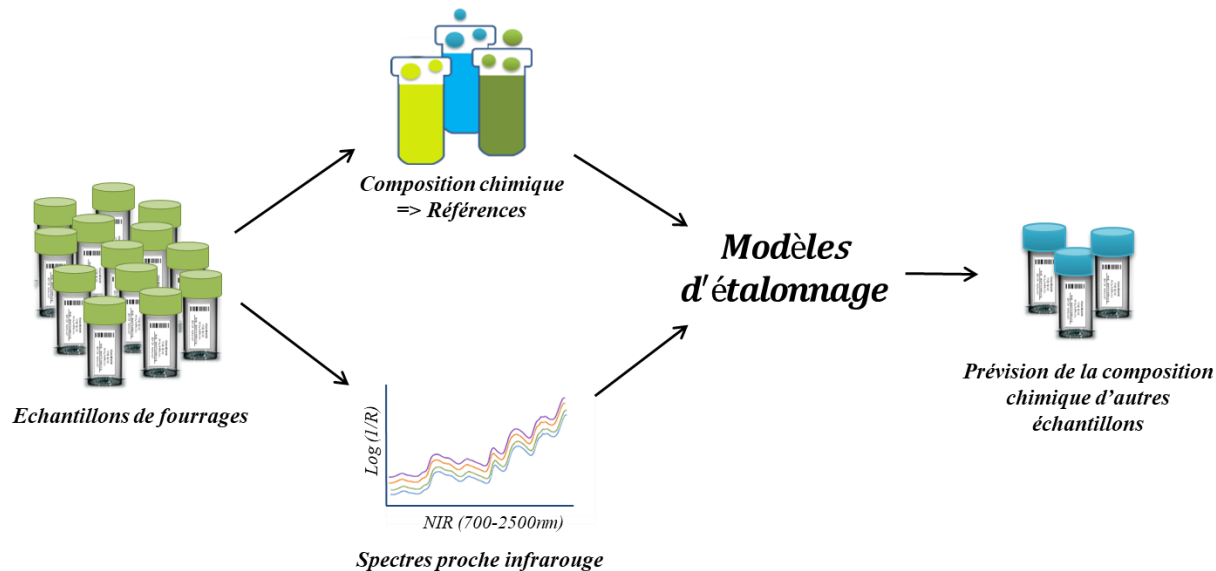 Composition chimique
=> Références
Modèles
d'étalonnage
Echantillons de fourrages
Prévision de la composition
chimique d’autres
échantillons
Log (1/R)
NIR (700-2500nm)
Spectres proche infrarouge